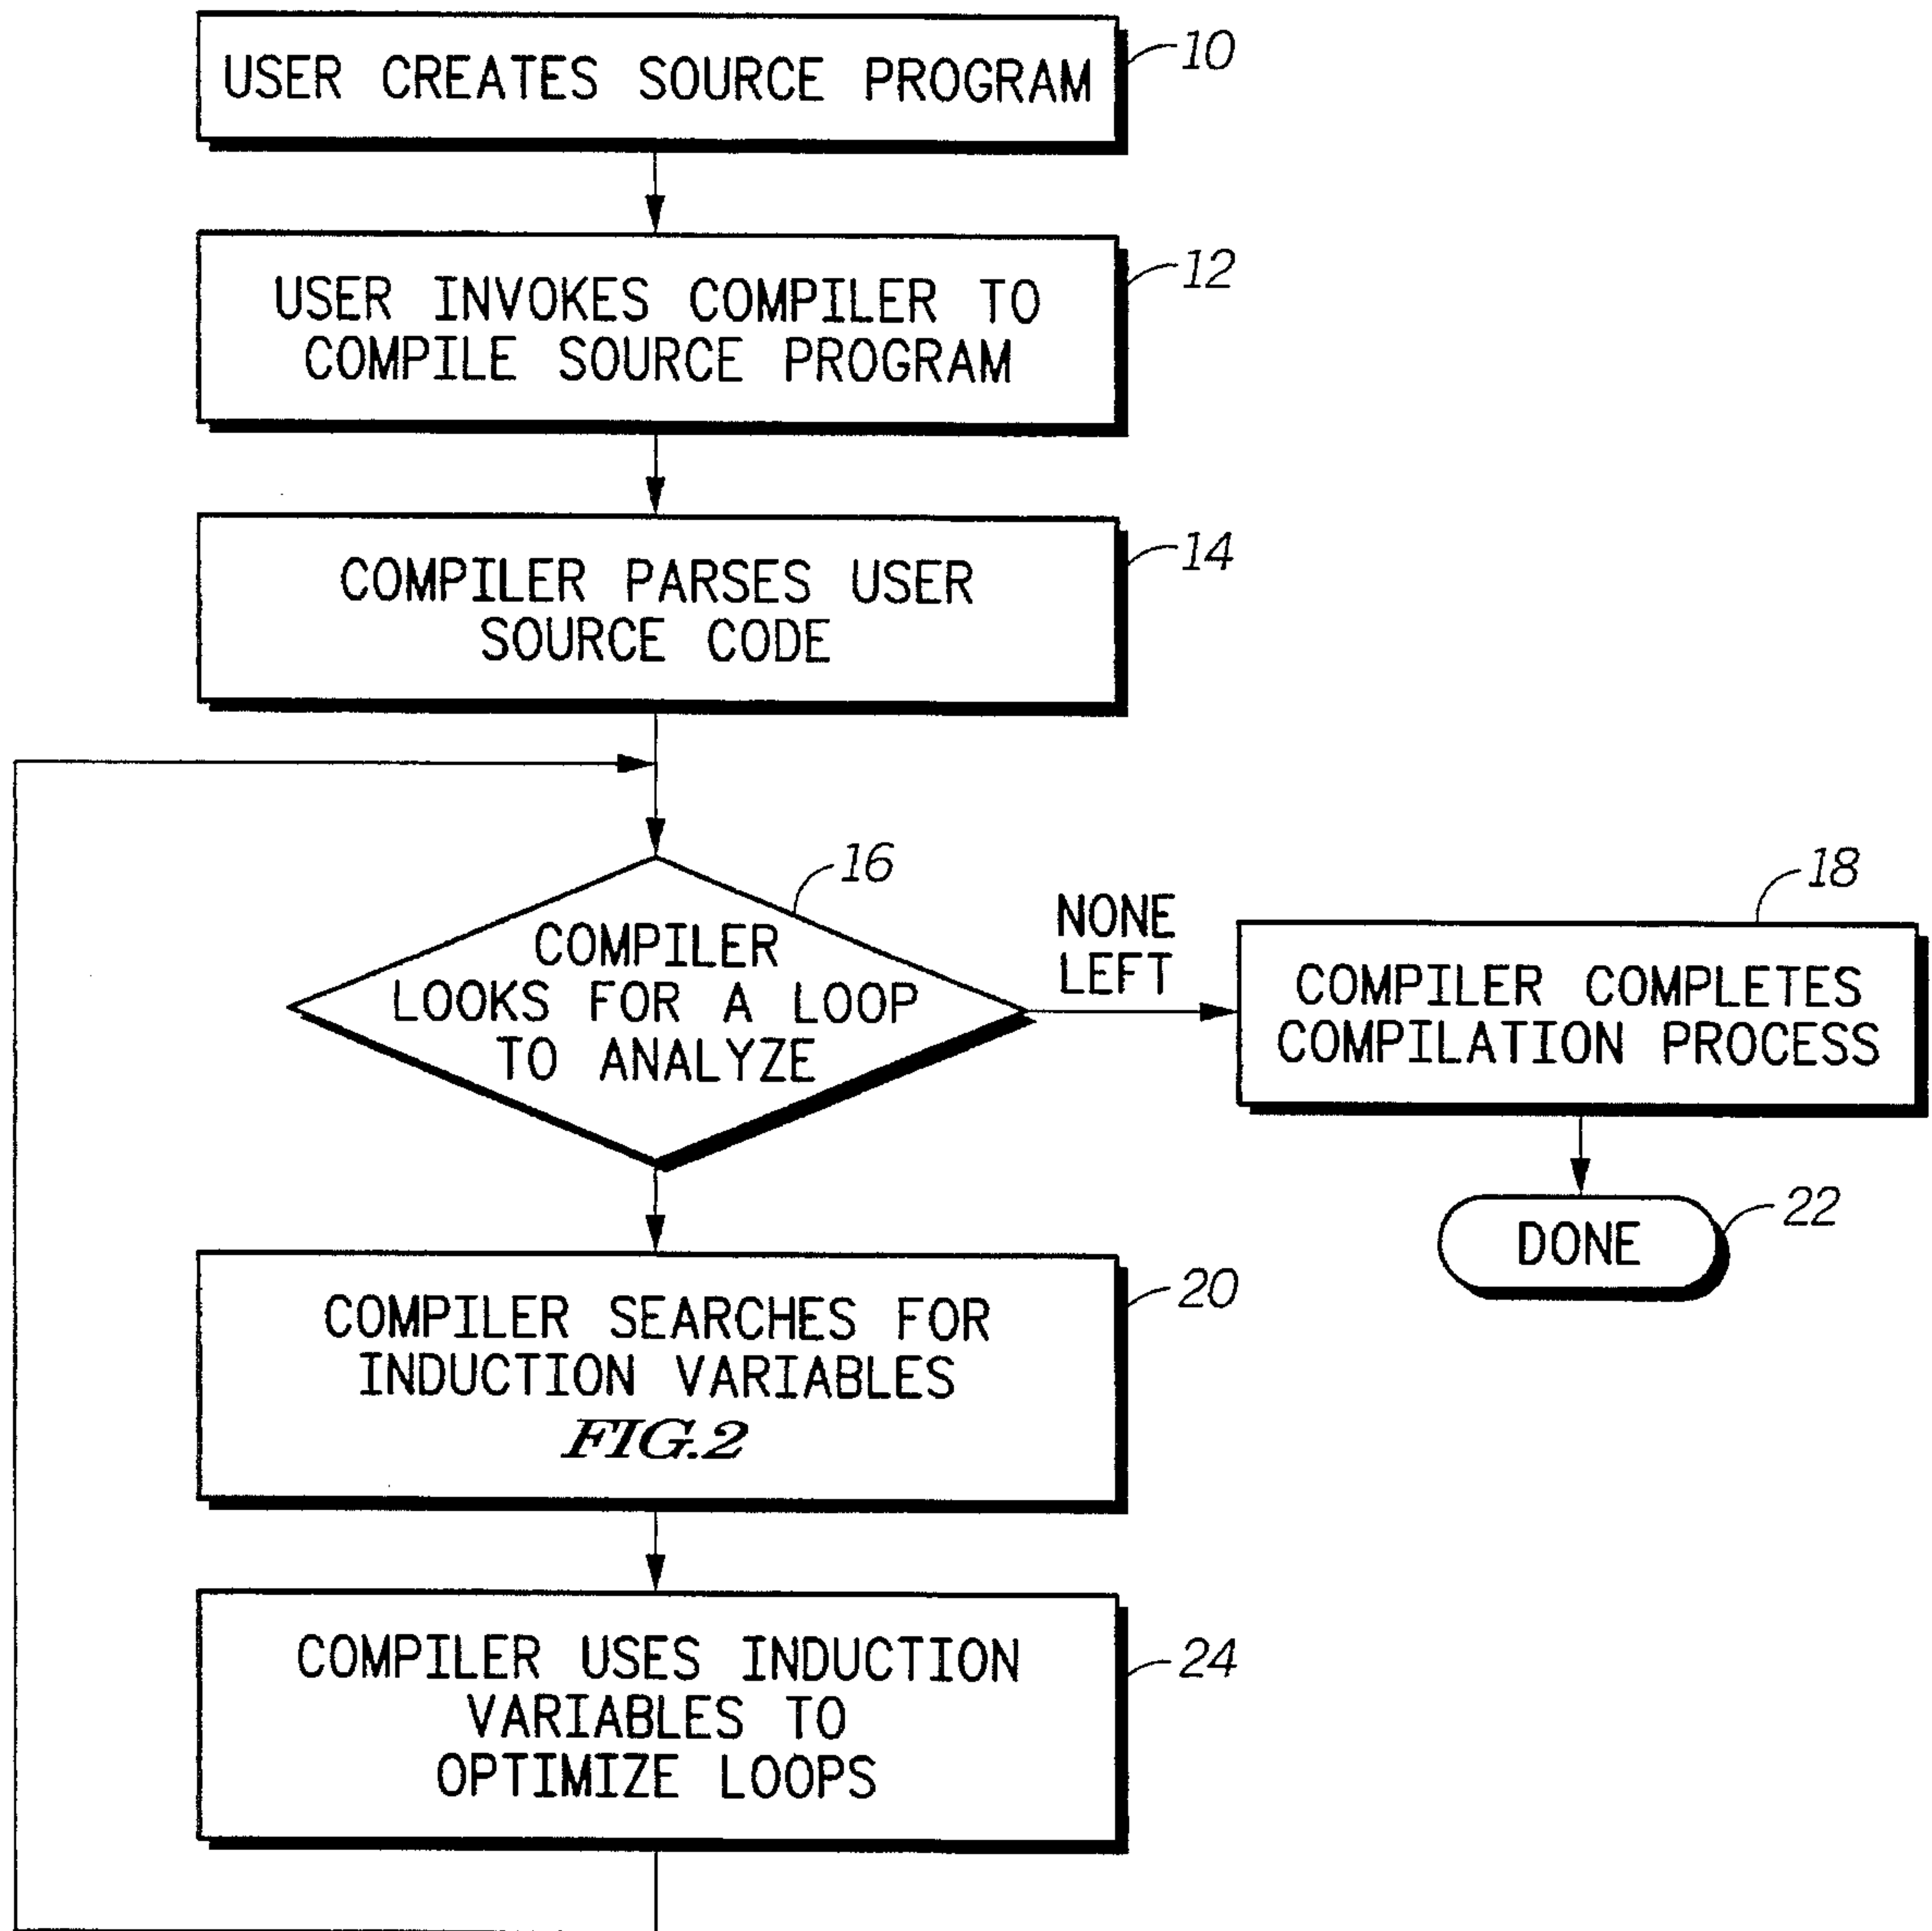 USER CREATES SOURCE PROGRAM
10
USER INVOKES COMPILER TO
COMPILE SOURCE PROGRAM
12
COMPILER PARSES USER
SOURCE CODE
14
COMPILER
LOOKS FOR A LOOP
TO ANALYZE
16
NONE
LEFT
COMPILER COMPLETES
COMPILATION PROCESS
18
DONE
22
COMPILER SEARCHES FOR
INDUCTION VARIABLES
FIG.2
20
COMPILER USES INDUCTION
VARIABLES TO
OPTIMIZE LOOPS
24